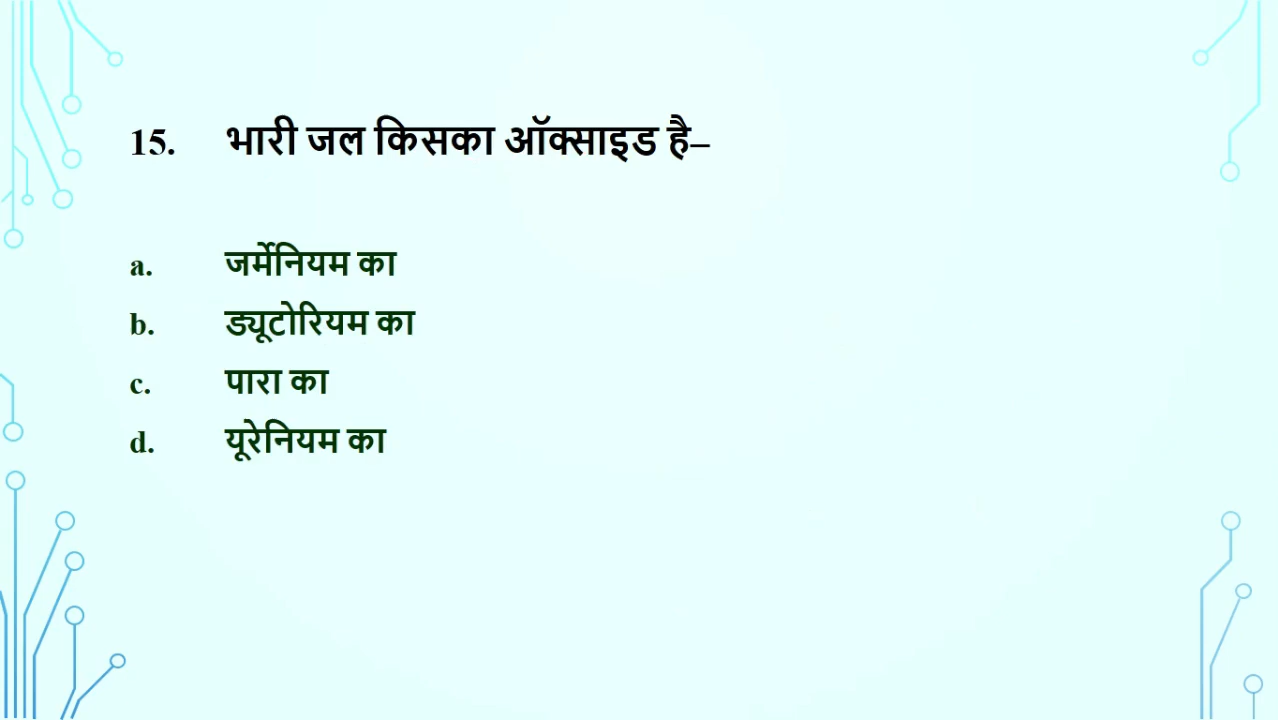 15. भारी जल किसका ऑक्साइड है–
a. जर्मेनियम का
b. ड्यूटोरियम का
c. पारा का
d. यूरेनियम का